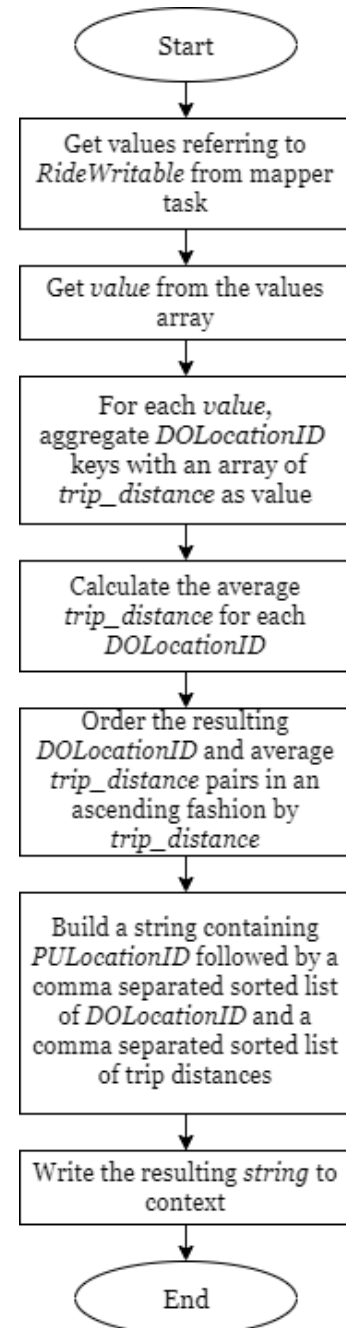 Start
Get values referring to
RideWritable from mapper
task
Get value from the values
array
For each value,
aggregate DOLocationID
keys with an array of
trip_distance as value
Calculate the average
trip_distance for each
DOLocationID
Order the resulting
DOLocationID and average
trip_distance pairs in an
ascending fashion by
trip_distance
Build a string containing
PULocationID followed by a
comma separated sorted list
of DOLocationID and a
comma separated sorted list
of trip distances
Write the resulting string to
context
End